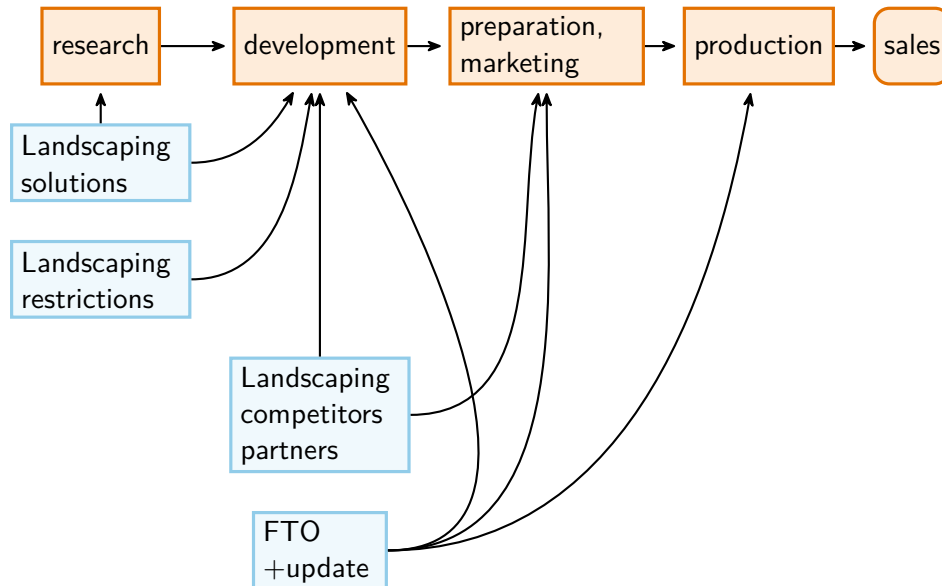 research
development
preparation,
marketing
production
sales
Landscaping
solutions
Landscaping
restrictions
Landscaping
competitors
partners
FTO
+update